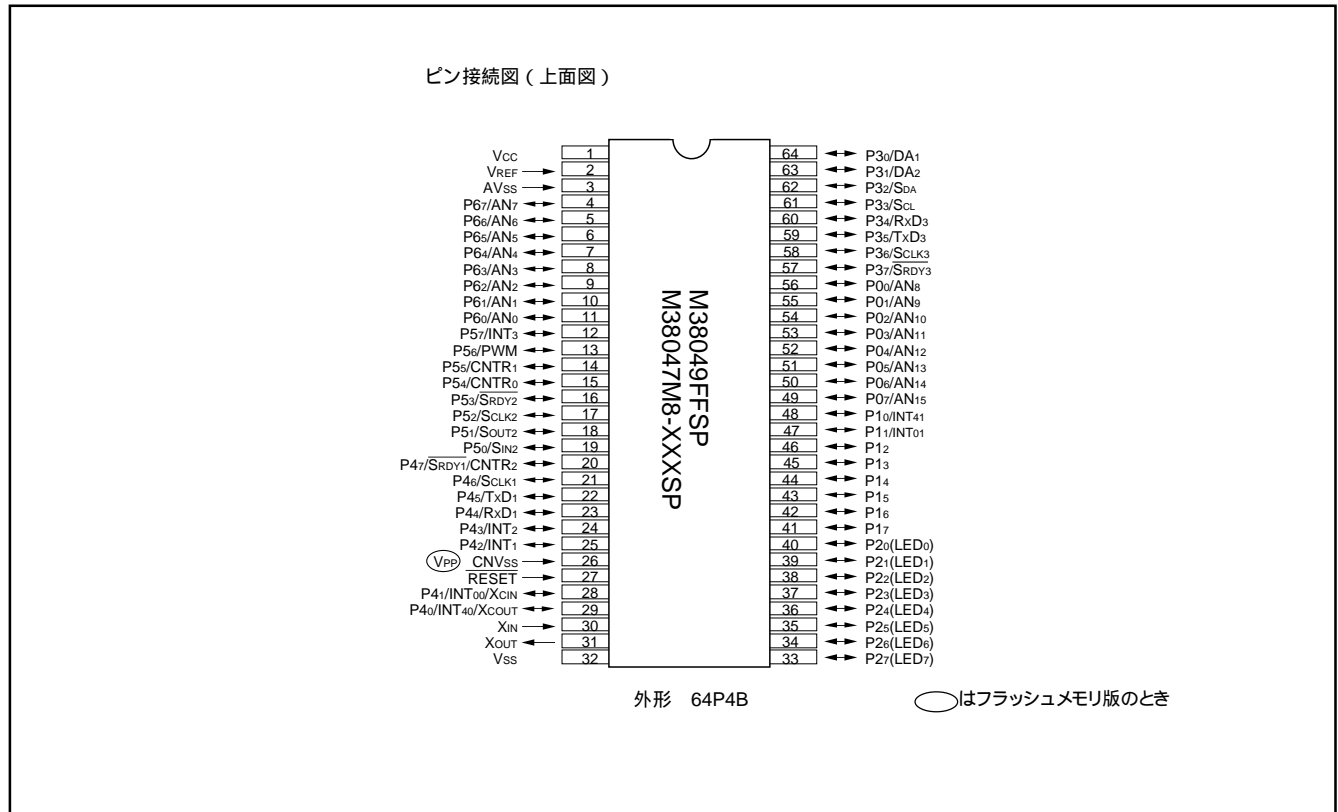 ピン接続図 ( 上面図 )
VCC 1
VREF 2
AVSS 3
P67/AN7 4
P66/AN6 5
P65/AN5 6
P64/AN4 7
P63/AN3 8
P62/AN2 9
P61/AN1 10
P60/AN0 11
P57/INT3 12
P56/PWM 13
P55/CNTR1 14
P54/CNTR0 15
P53/SRDY2 16
P52/SCLK2 17
P51/SOUT2 18
P50/SIN2 19
P47/SRDY1/CNTR2 20
P46/SCLK1 21
P45/TXD1 22
P44/RXD1 23
P43/INT2 24
P42/INT1 25
VPP CNVSS 26
RESET 27
P41/INT00/XCIN 28
P40/INT40/XCOUT 29
XIN 30
XOUT 31
VSS 32
M38049FFSP
M38047M8-XXXSP
64 P30/DA1
63 P31/DA2
62 P32/SDA
61 P33/SCL
60 P34/RXD3
59 P35/TXD3
58 P36/SCLK3
57 P37/SRDY3
56 P00/AN8
55 P01/AN9
54 P02/AN10
53 P03/AN11
52 P04/AN12
51 P05/AN13
50 P06/AN14
49 P07/AN15
48 P10/INT41
47 P11/INT01
46 P12
45 P13
44 P14
43 P15
42 P16
41 P17
40 P20(LED0)
39 P21(LED1)
38 P22(LED2)
37 P23(LED3)
36 P24(LED4)
35 P25(LED5)
34 P26(LED6)
33 P27(LED7)
外形 64P4B
はフラッシュメモリ版のとき